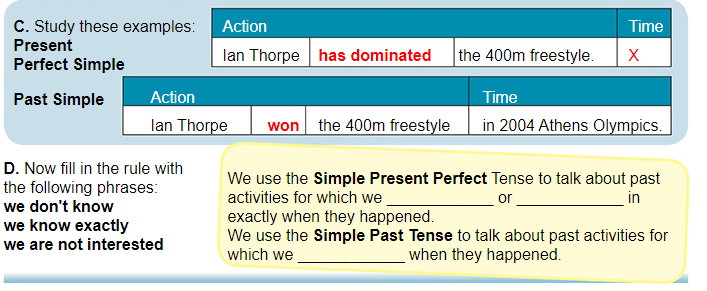 C. Study these examples:
Present
Perfect Simple
Action Time
Ian Thorpe has dominated the 400m freestyle. X
Past Simple
Action Time
Ian Thorpe won the 400m freestyle in 2004 Athens Olympics.
D. Now fill in the rule with
the following phrases:
we don't know
we know exactly
we are not interested
We use the Simple Present Perfect Tense to talk about past
activities for which we _____________ or _____________ in
exactly when they happened.
We use the Simple Past Tense to talk about past activities for
which we _____________ when they happened.